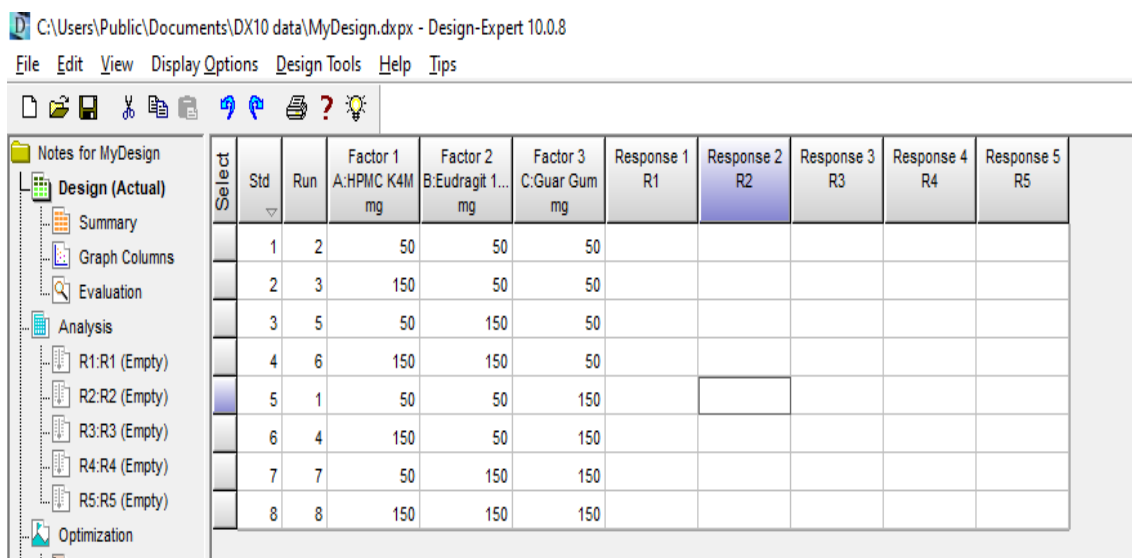 C:\Users\Public\Documents\DX10 data\MyDesign.dxpx - Design-Expert 10.0.8
File Edit View Display Options Design Tools Help Tips
Notes for MyDesign
Design (Actual)
Summary
Graph Columns
Evaluation
Analysis
R1:R1 (Empty)
R2:R2 (Empty)
R3:R3 (Empty)
R4:R4 (Empty)
R5:R5 (Empty)
Optimization
Select Std Run Factor 1 A:HPMC K4M mg Factor 2 B:Eudragit 1... mg Factor 3 C:Guar Gum mg Response 1 R1 Response 2 R2 Response 3 R3 Response 4 R4 Response 5 R5
1 2 50 50 50
2 3 150 50 50
3 5 50 150 50
4 6 150 150 50
5 1 50 50 150
6 4 150 50 150
7 7 50 150 150
8 8 150 150 150